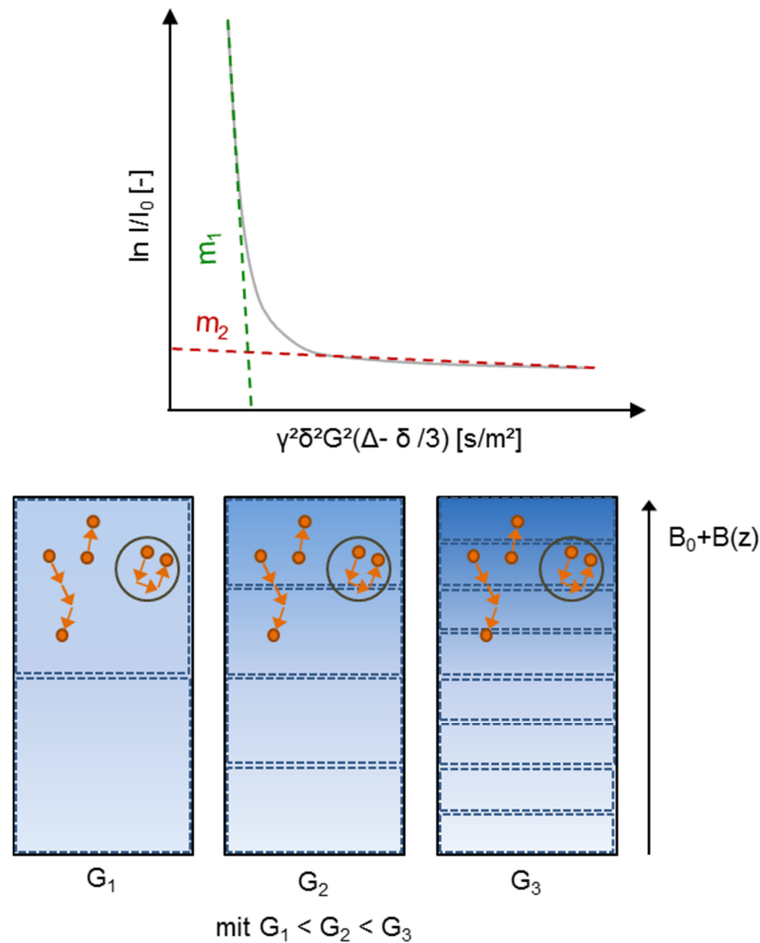 ln I/I₀ [-]
m₁
m₂
γ²δ²G²(Δ- δ /3) [s/m²]
B₀+B(z)
G₁
G₂
G₃
mit G₁ < G₂ < G₃